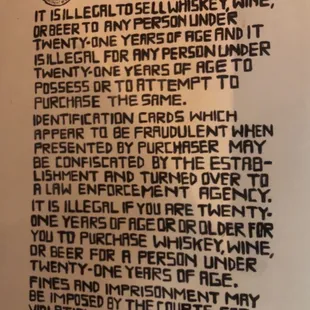 IT IS ILLEGAL TO SELL WHISKEY, WINE,
OR BEER TO ANY PERSON UNDER
TWENTY-ONE YEARS OF AGE AND IT
IS ILLEGAL FOR ANY PERSON UNDER
TWENTY-ONE YEARS OF AGE TO
POSSESS OR TO ATTEMPT TO
PURCHASE THE SAME.
IDENTIFICATION CARDS WHICH
APPEAR TO BE FRAUDULENT WHEN
PRESENTED BY PURCHASER MAY
BE CONFISCATED BY THE ESTAB-
LISHMENT AND TURNED OVER TO
A LAW ENFORCEMENT AGENCY.
IT IS ILLEGAL IF YOU ARE TWENTY-
ONE YEARS OF AGE OR OR OLDER FOR
YOU TO PURCHASE WHISKEY, WINE,
OR BEER FOR A PERSON UNDER
TWENTY-ONE YEARS OF AGE.
FINES AND IMPRISONMENT MAY
BE IMPOSED BY THE COURTS FOR